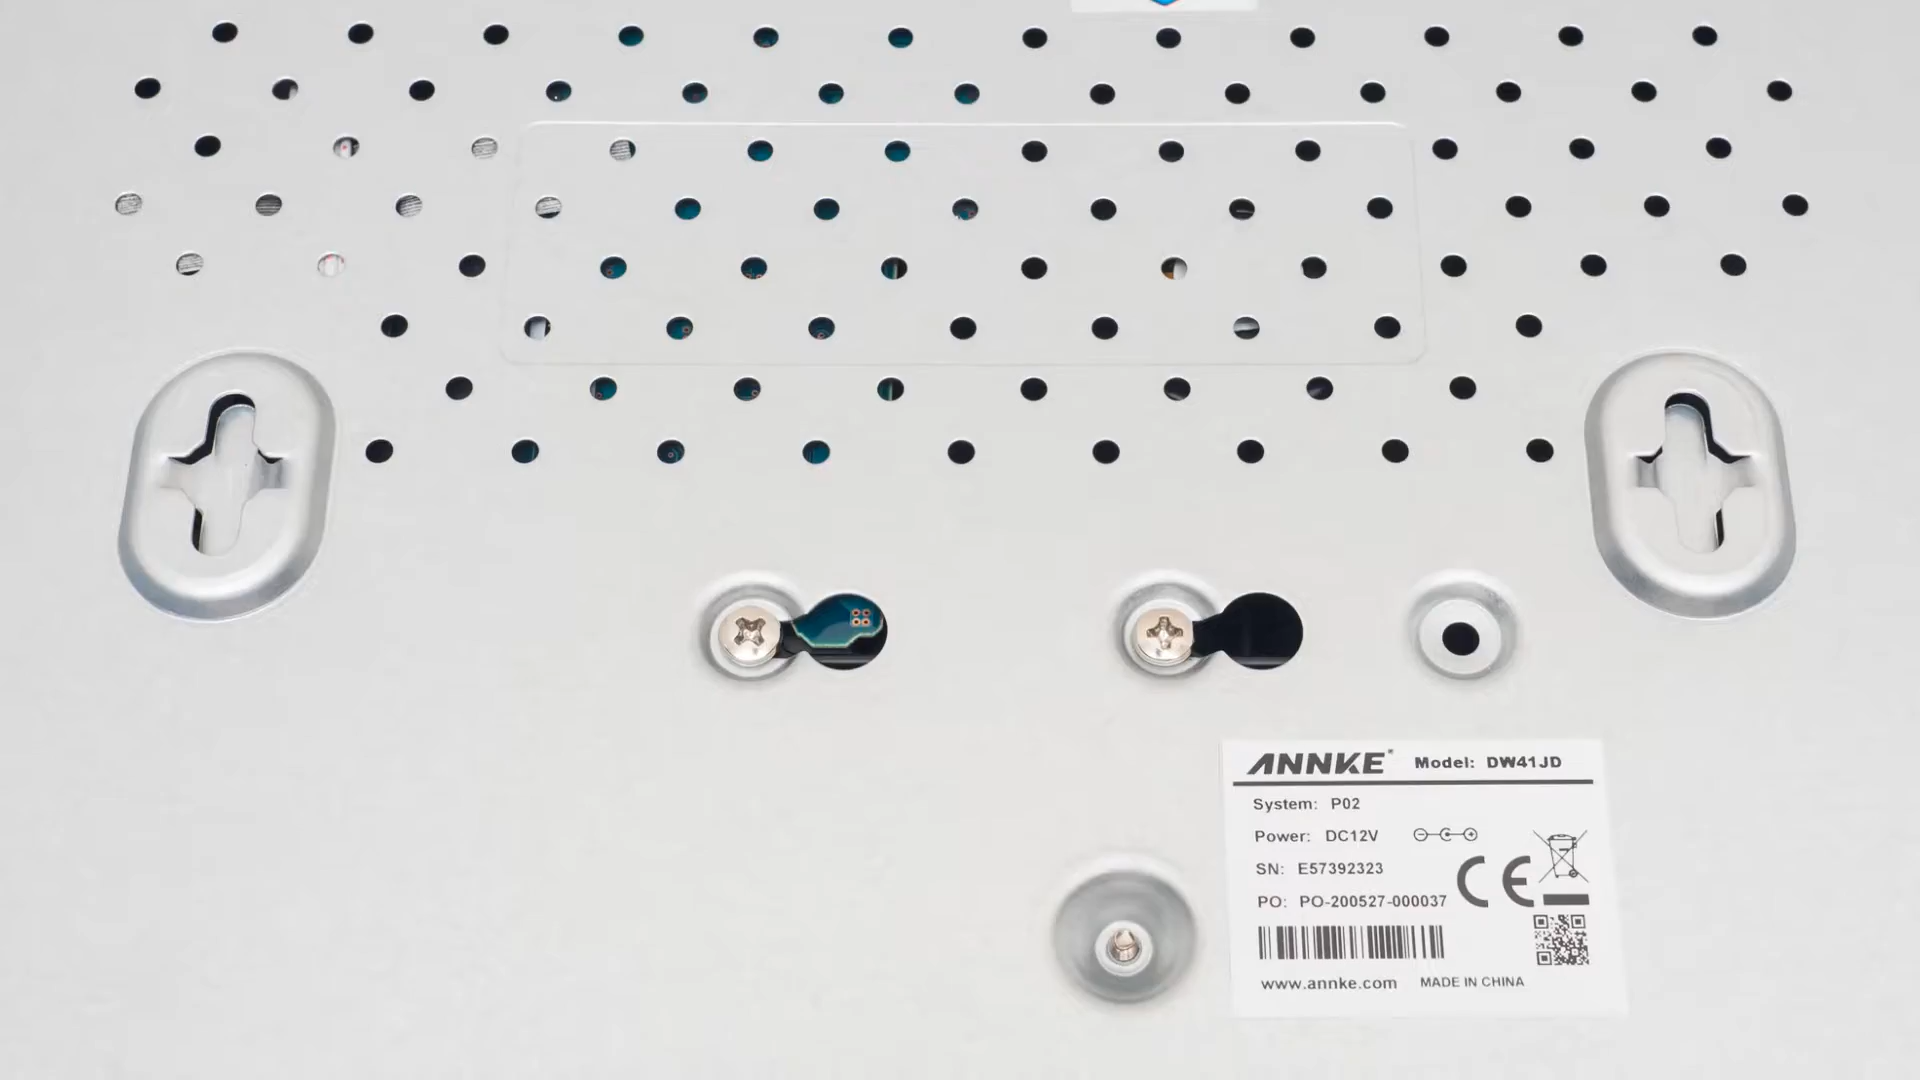 ANNKE® Model: DW41JD
System: P02
Power: DC12V
SN: E57392323
PO: PO-200527-000037
CE
www.annke.com MADE IN CHINA